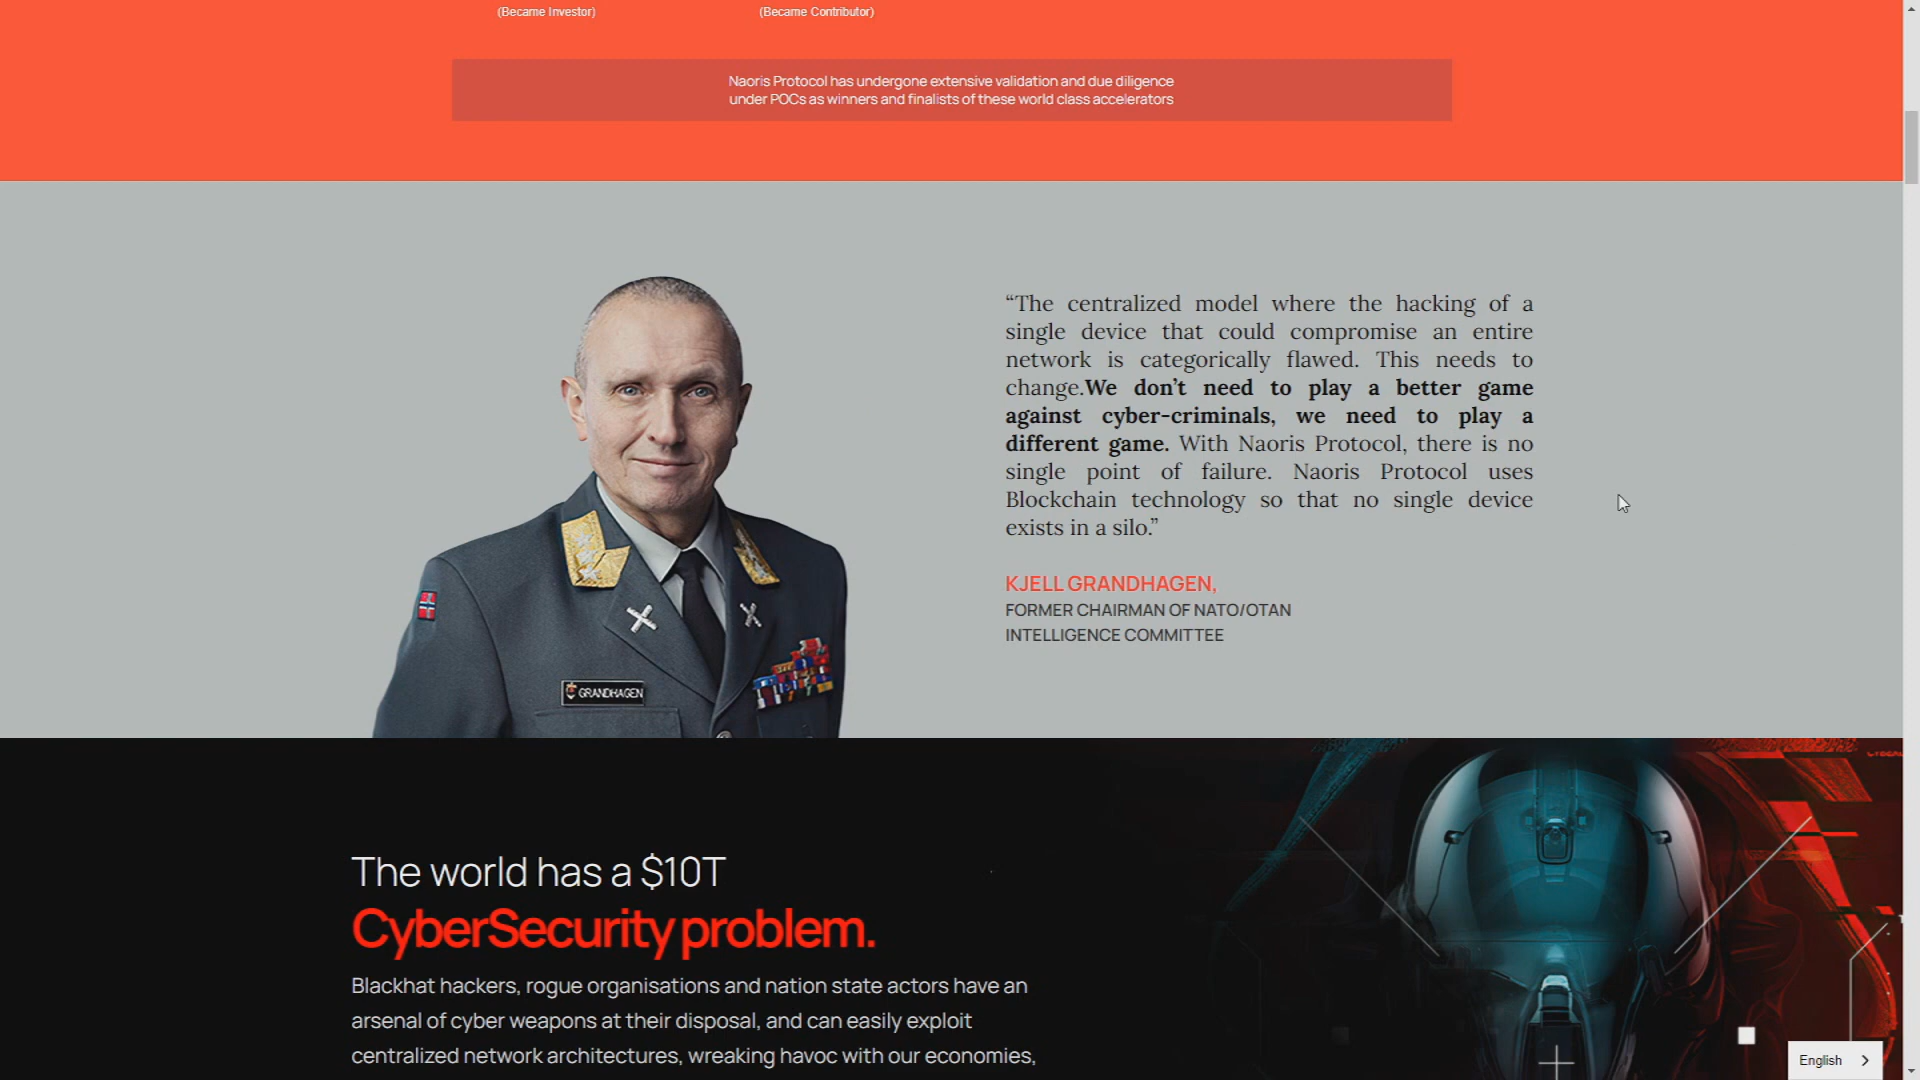 (Became Investor) (Became Contributor)
Naoris Protocol has undergone extensive validation and due diligence
under POCs as winners and finalists of these world class accelerators
“The centralized model where the hacking of a
single device that could compromise an entire
network is categorically flawed. This needs to
change.We don’t need to play a better game
against cyber-criminals, we need to play a
different game. With Naoris Protocol, there is no
single point of failure. Naoris Protocol uses
Blockchain technology so that no single device
exists in a silo.”
KJELL GRANDHAGEN,
FORMER CHAIRMAN OF NATO/OTAN
INTELLIGENCE COMMITTEE
GRANDHAGEN
The world has a $10T
CyberSecurity problem.
Blackhat hackers, rogue organisations and nation state actors have an
arsenal of cyber weapons at their disposal, and can easily exploit
centralized network architectures, wreaking havoc with our economies,
English